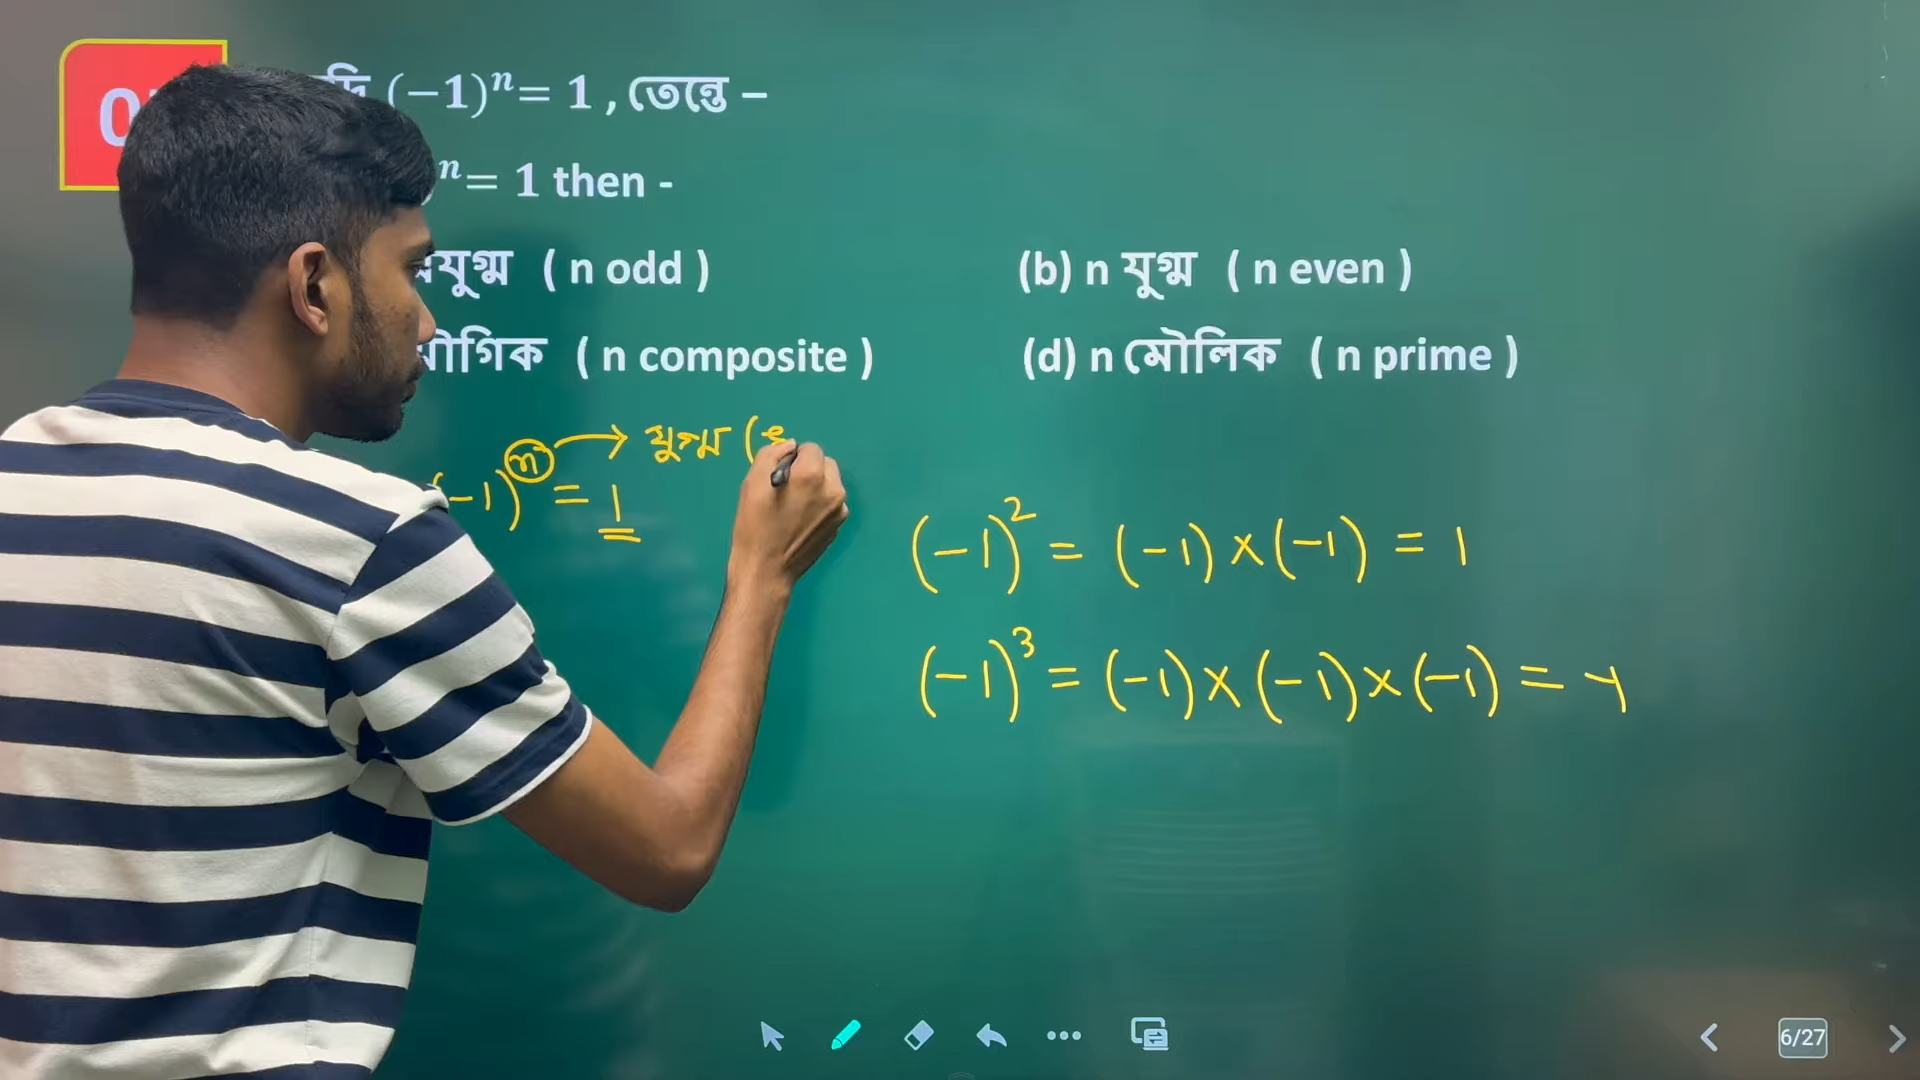 (−1)ⁿ= 1 , তেন্তে –
ⁿ= 1 then -
( n odd )
(b) n যুগ্ম ( n even )
( n composite )
(d) n মৌলিক ( n prime )
(-1)ⁿ → যুগ্ম (
= 1
(-1)² = (-1) × (-1) = 1
(-1)³ = (-1) × (-1) × (-1) = -1
6/27